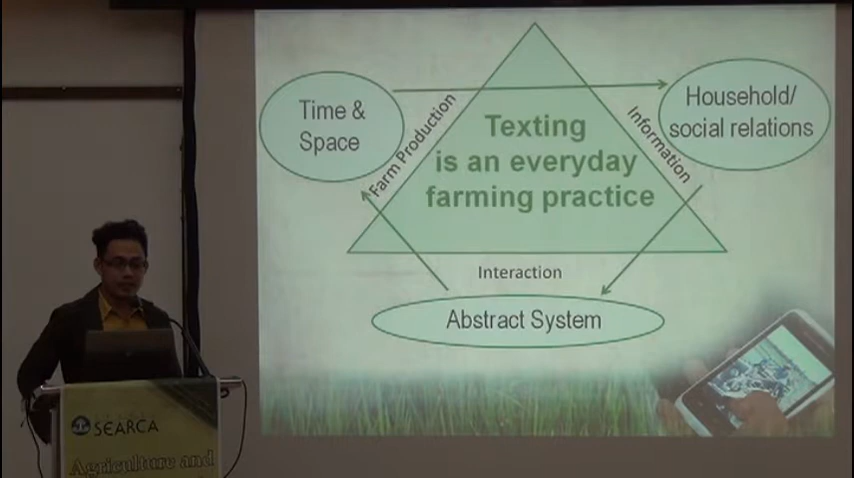 Time &
Space
Household/
social relations
Farm Production
Information
Texting
is an everyday
farming practice
Interaction
Abstract System
SEARCA
Agriculture and